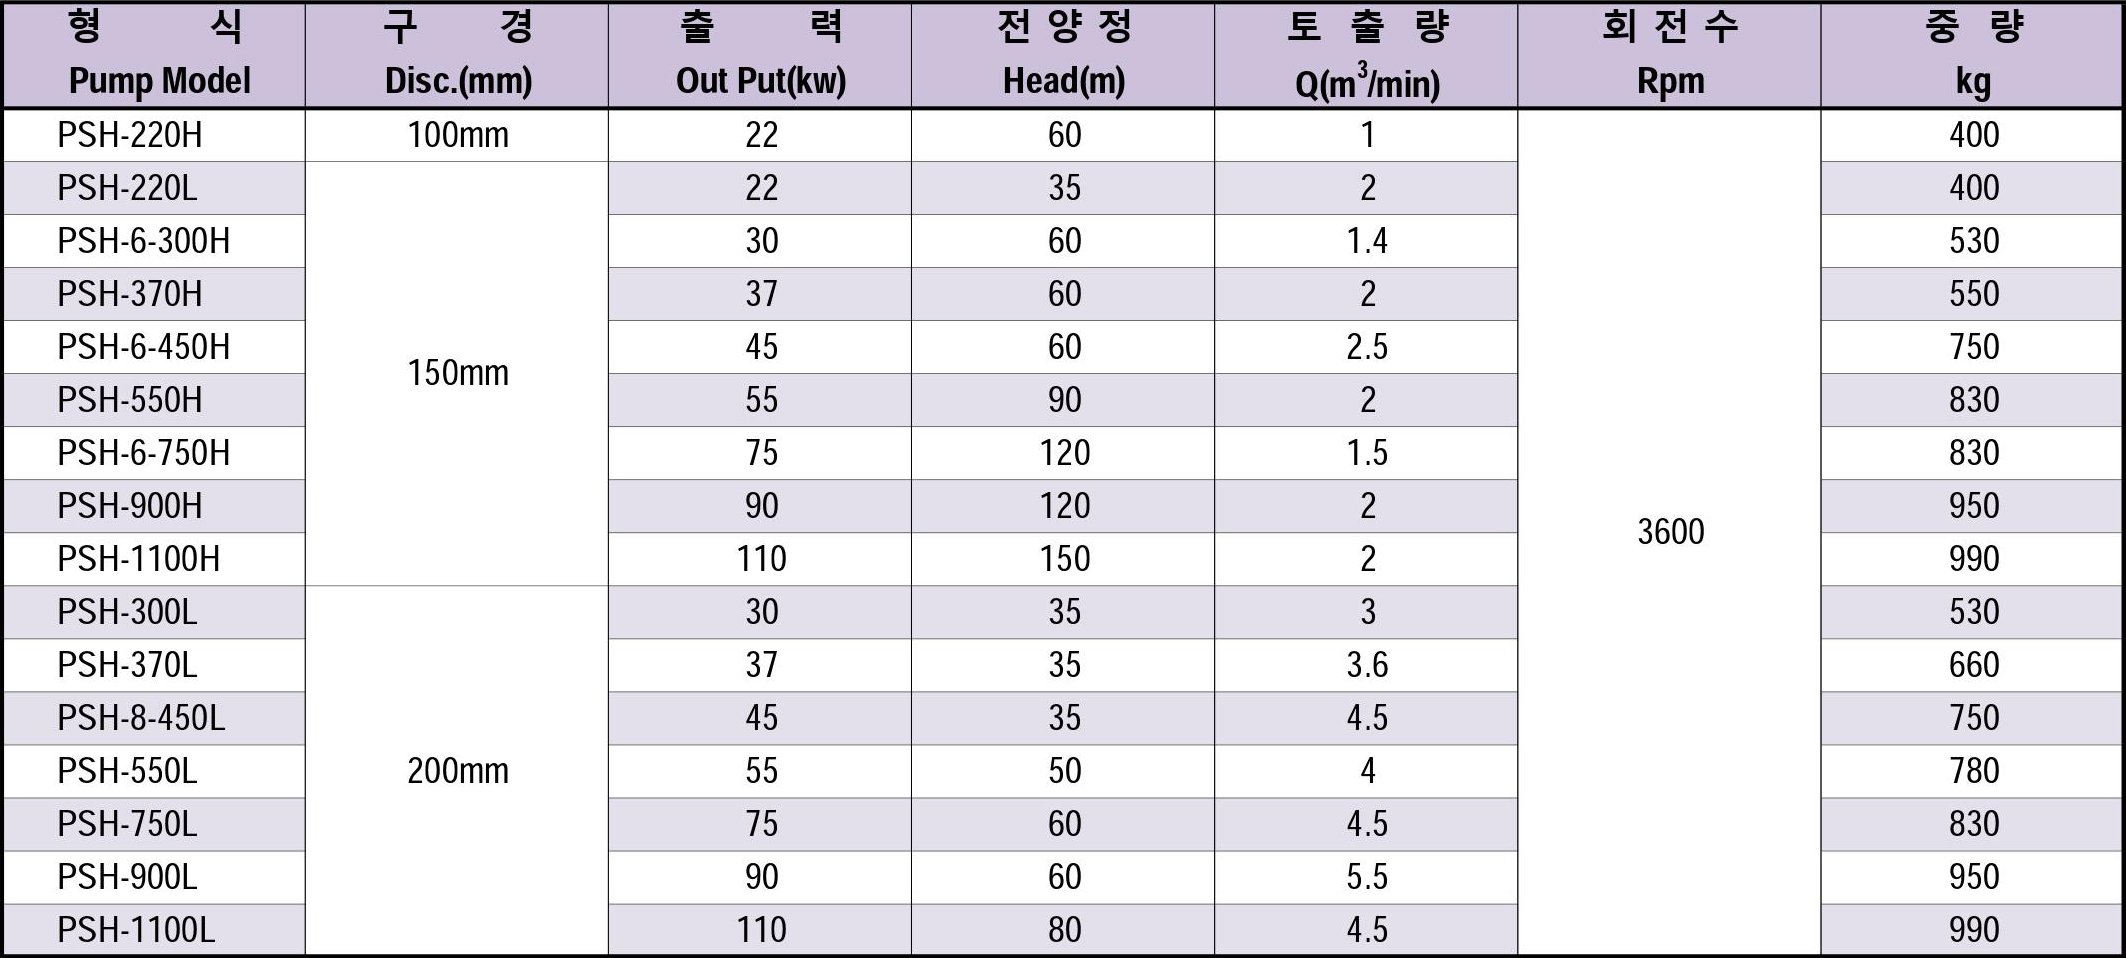 형 식 구 경 출 력 전 양 정 토 출 량 회 전 수 중 량
Pump Model Disc.(mm) Out Put(kw) Head(m) Q(m³/min) Rpm kg
PSH-220H 100mm 22 60 1 400
PSH-220L 22 35 2 400
PSH-6-300H 30 60 1.4 530
PSH-370H 37 60 2 550
PSH-6-450H 45 60 2.5 750
150mm
PSH-550H 55 90 2 830
PSH-6-750H 75 120 1.5 830
PSH-900H 90 120 2 950
3600
PSH-1100H 110 150 2 990
PSH-300L 30 35 3 530
PSH-370L 37 35 3.6 660
PSH-8-450L 45 35 4.5 750
PSH-550L 200mm 55 50 4 780
PSH-750L 75 60 4.5 830
PSH-900L 90 60 5.5 950
PSH-1100L 110 80 4.5 990